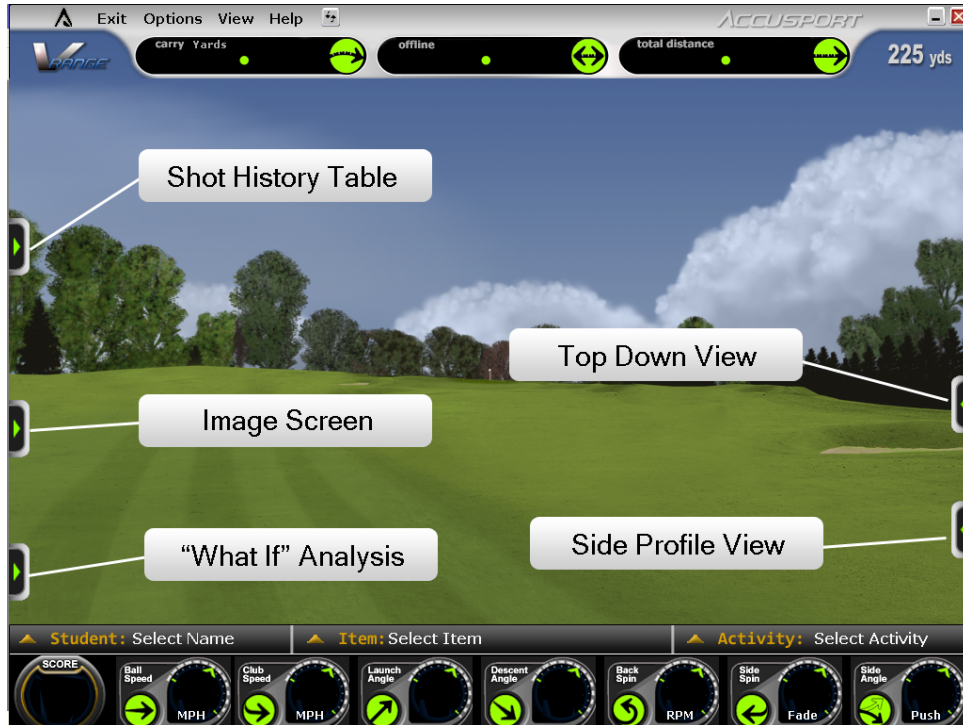 Exit Options View Help
ACCUSPORT
V RANGE
carry Yards
offline
total distance
225 yds
Shot History Table
Top Down View
Image Screen
Side Profile View
“What If” Analysis
Student: Select Name
Item: Select Item
Activity: Select Activity
SCORE
Ball Speed
MPH
Club Speed
MPH
Launch Angle
Descent Angle
Back Spin
RPM
Side Spin
Fade
Side Angle
Push